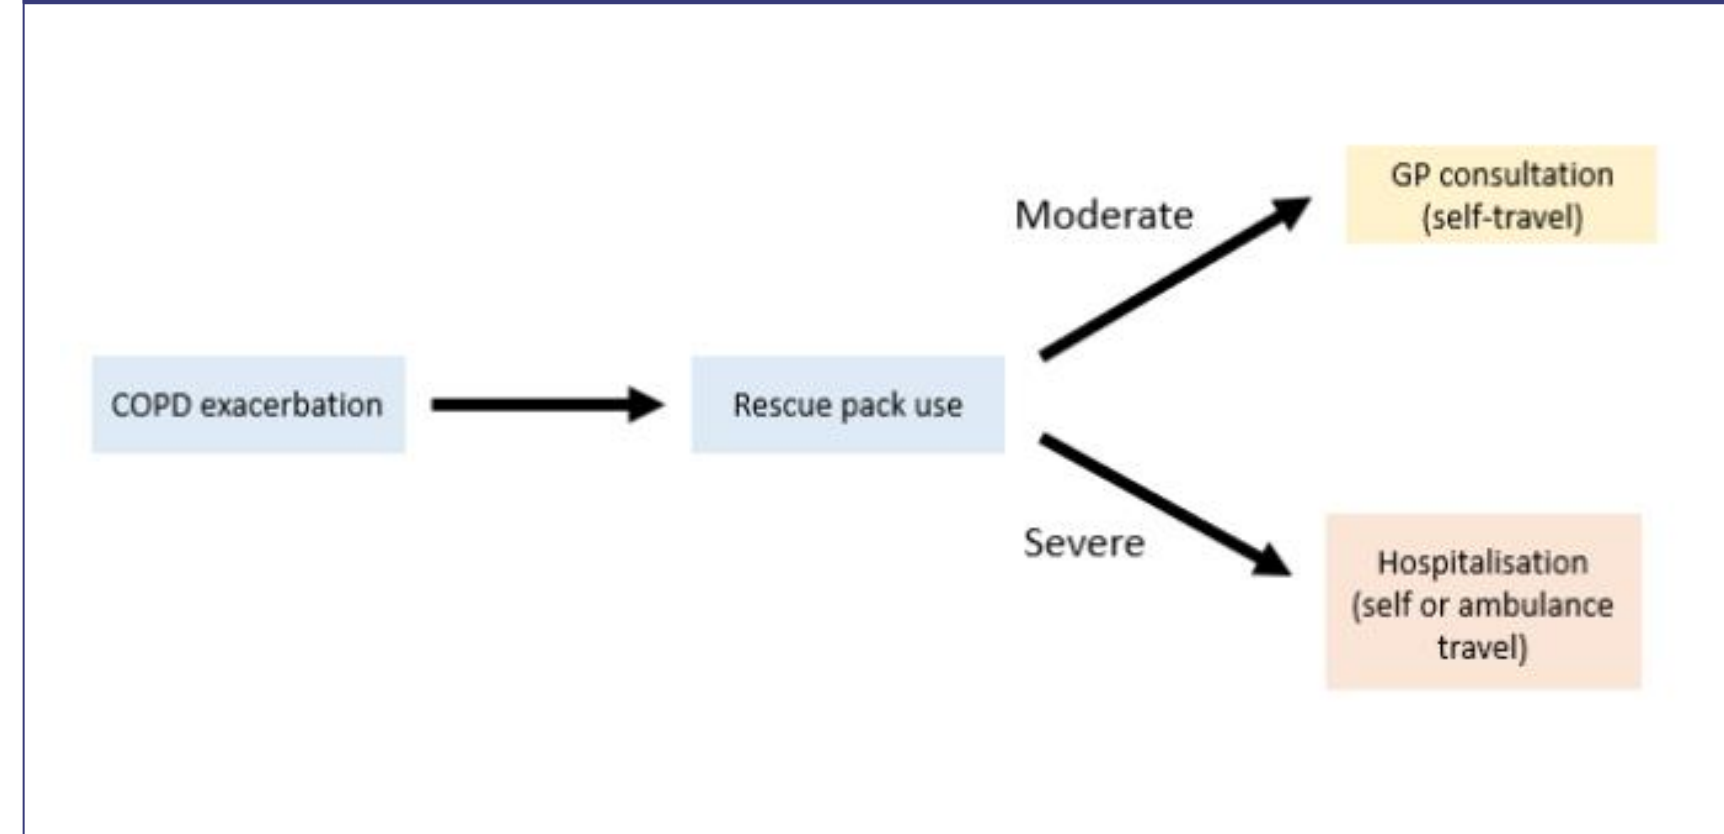 COPD exacerbation
Rescue pack use
Moderate
GP consultation
(self-travel)
Severe
Hospitalisation
(self or ambulance
travel)